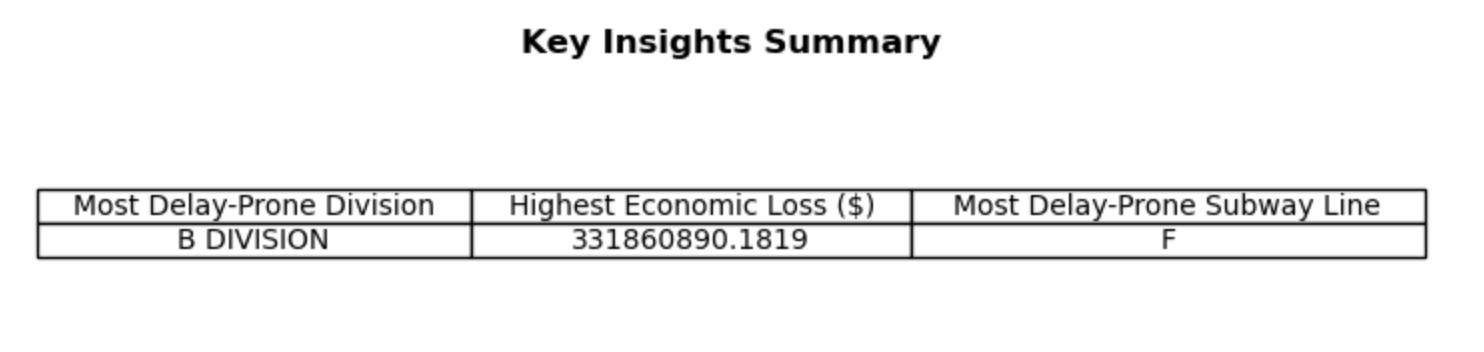 Key Insights Summary
Most Delay-Prone Division Highest Economic Loss ($) Most Delay-Prone Subway Line
B DIVISION 331860890.1819 F